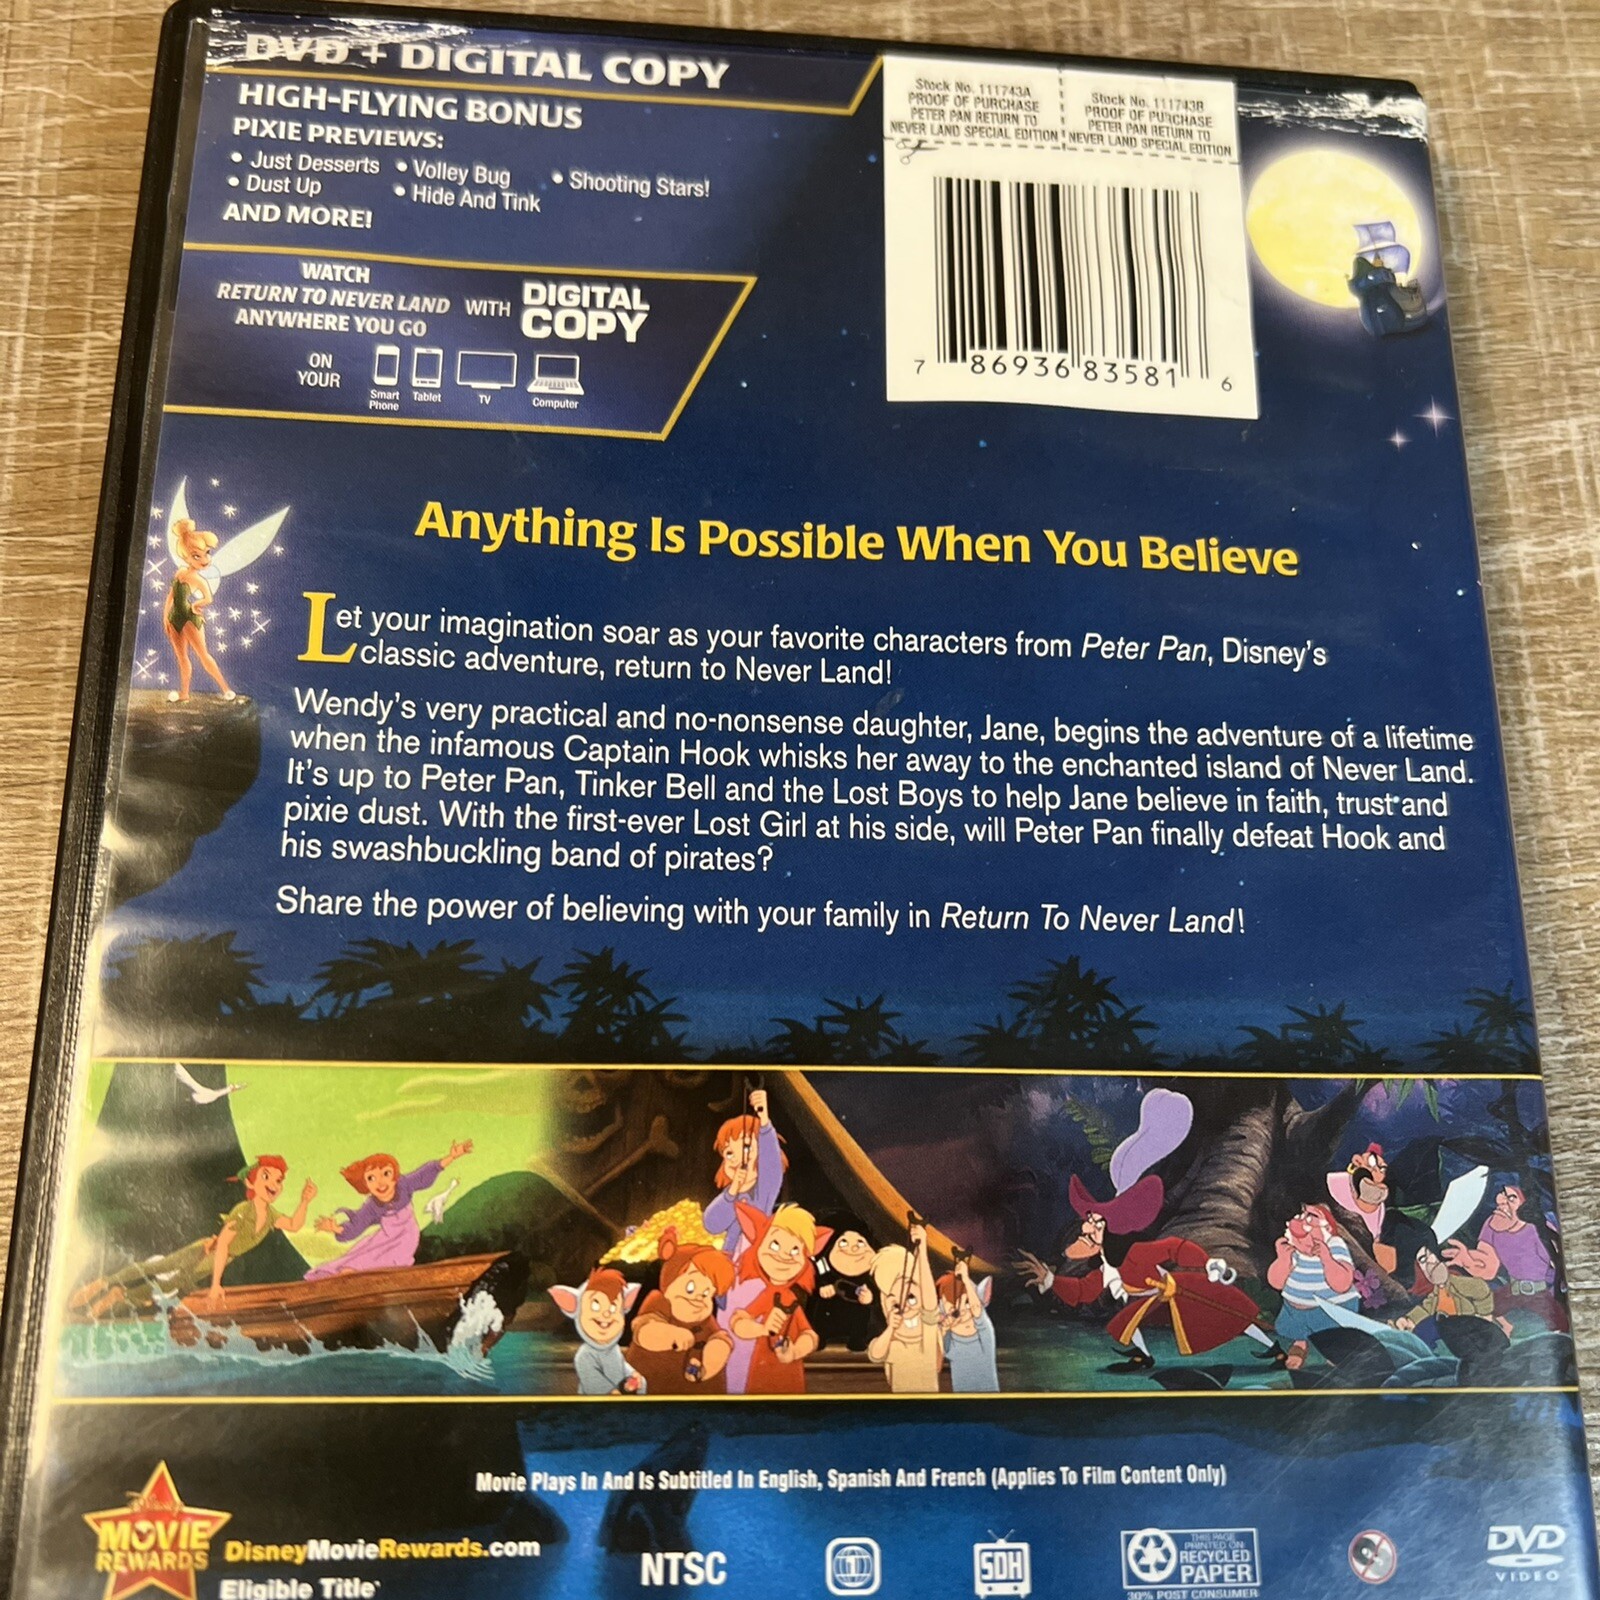 DVD + DIGITAL COPY
HIGH-FLYING BONUS
PIXIE PREVIEWS:
• Just Desserts • Volley Bug • Shooting Stars!
• Dust Up • Hide And Tink
AND MORE!
WATCH
RETURN TO NEVER LAND WITH DIGITAL COPY
ANYWHERE YOU GO
ON YOUR
Smart Phone Tablet TV Computer
Stock No. 111743A
PROOF OF PURCHASE
PETER PAN RETURN TO
NEVER LAND SPECIAL EDITION
Stock No. 111743B
PROOF OF PURCHASE
PETER PAN RETURN TO
NEVER LAND SPECIAL EDITION
7 86936 83581 6
Anything Is Possible When You Believe
Let your imagination soar as your favorite characters from Peter Pan, Disney's
classic adventure, return to Never Land!
Wendy's very practical and no-nonsense daughter, Jane, begins the adventure of a lifetime
when the infamous Captain Hook whisks her away to the enchanted island of Never Land.
It's up to Peter Pan, Tinker Bell and the Lost Boys to help Jane believe in faith, trust and
pixie dust. With the first-ever Lost Girl at his side, will Peter Pan finally defeat Hook and
his swashbuckling band of pirates?
Share the power of believing with your family in Return To Never Land!
Movie Plays In And Is Subtitled In English, Spanish And French (Applies To Film Content Only)
Disney
MOVIE
REWARDS
DisneyMovieRewards.com
Eligible Title*
NTSC
1
SDH
THIS PAGE
PRINTED ON
RECYCLED
PAPER
30% POST CONSUMER
DVD
VIDEO